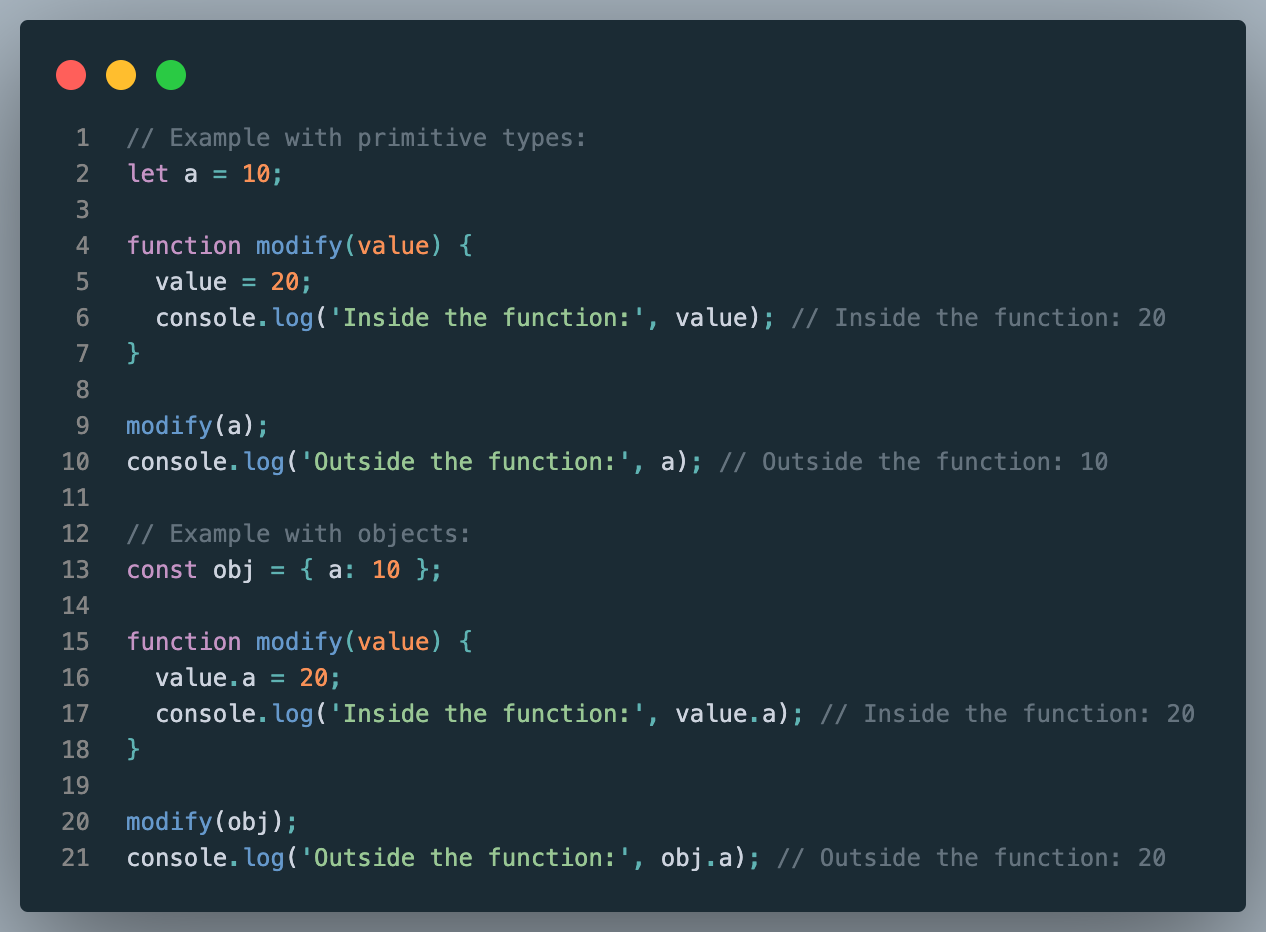 1 // Example with primitive types:
2 let a = 10;
3
4 function modify(value) {
5   value = 20;
6   console.log('Inside the function:', value); // Inside the function: 20
7 }
8
9 modify(a);
10 console.log('Outside the function:', a); // Outside the function: 10
11
12 // Example with objects:
13 const obj = { a: 10 };
14
15 function modify(value) {
16   value.a = 20;
17   console.log('Inside the function:', value.a); // Inside the function: 20
18 }
19
20 modify(obj);
21 console.log('Outside the function:', obj.a); // Outside the function: 20